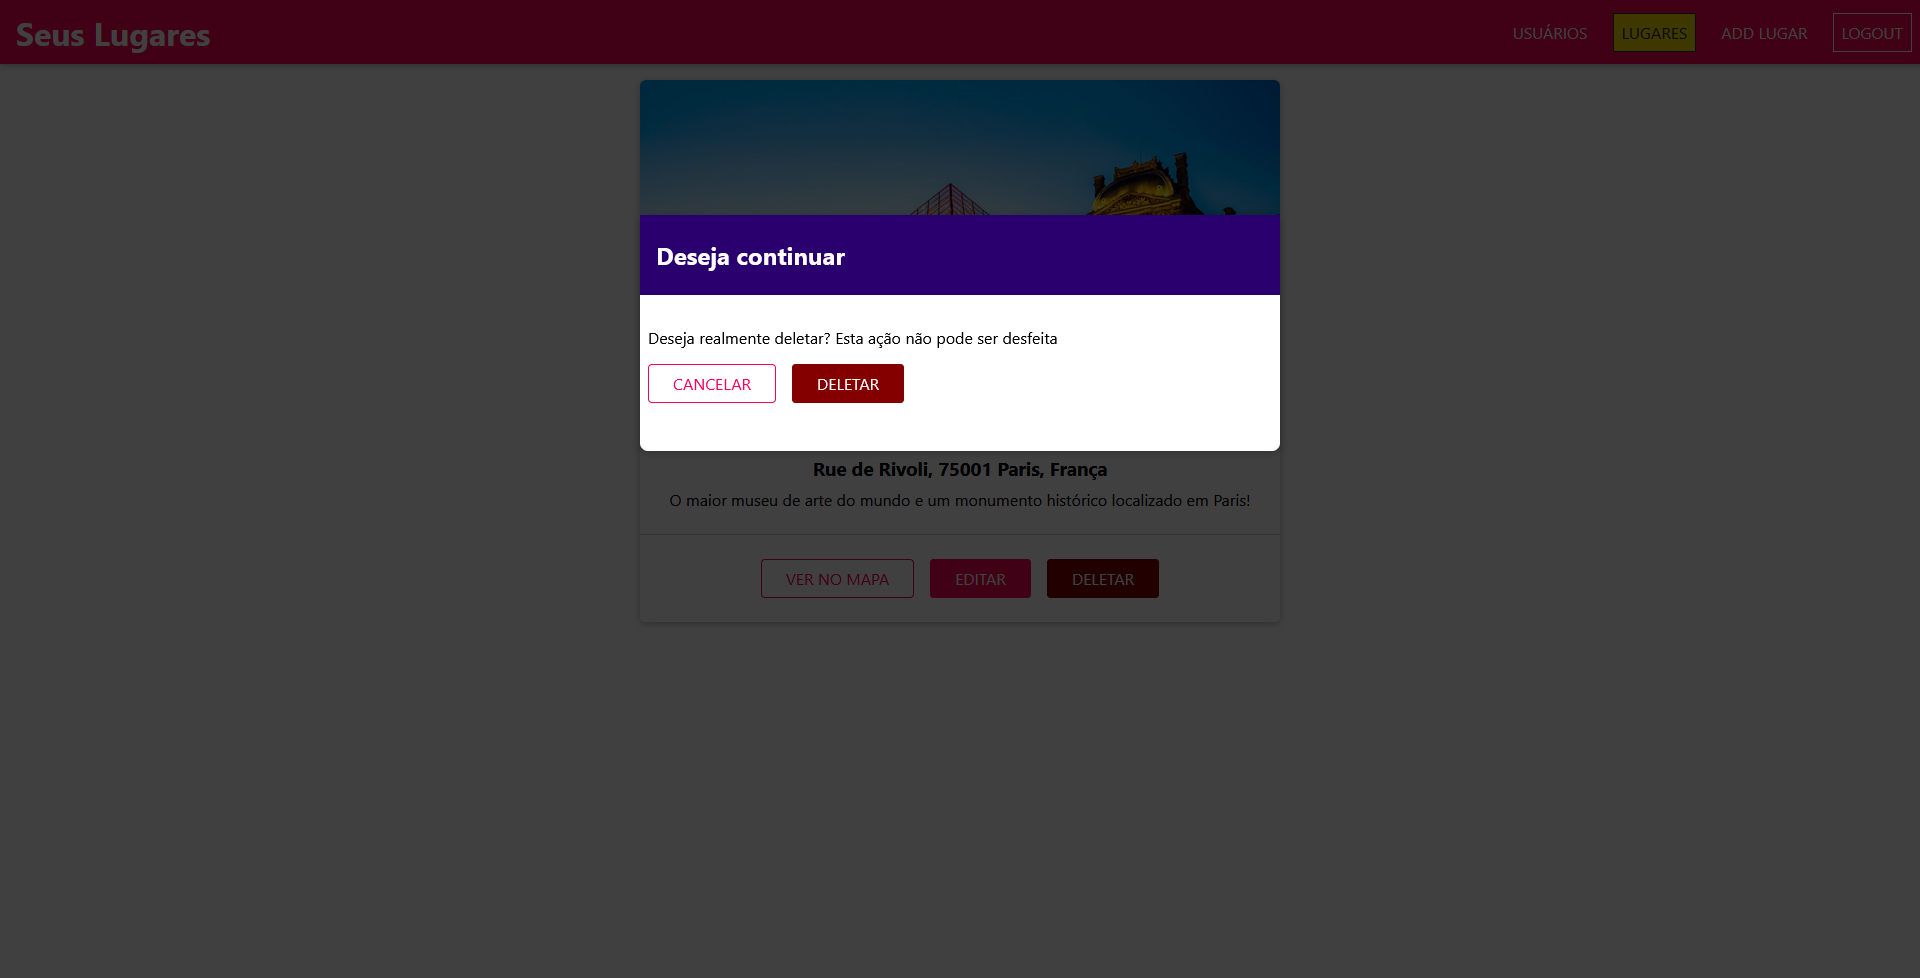 Seus Lugares
USUÁRIOS LUGARES ADD LUGAR LOGOUT
Deseja continuar
Deseja realmente deletar? Esta ação não pode ser desfeita
CANCELAR DELETAR
Rue de Rivoli, 75001 Paris, França
O maior museu de arte do mundo e um monumento histórico localizado em Paris!
VER NO MAPA EDITAR DELETAR